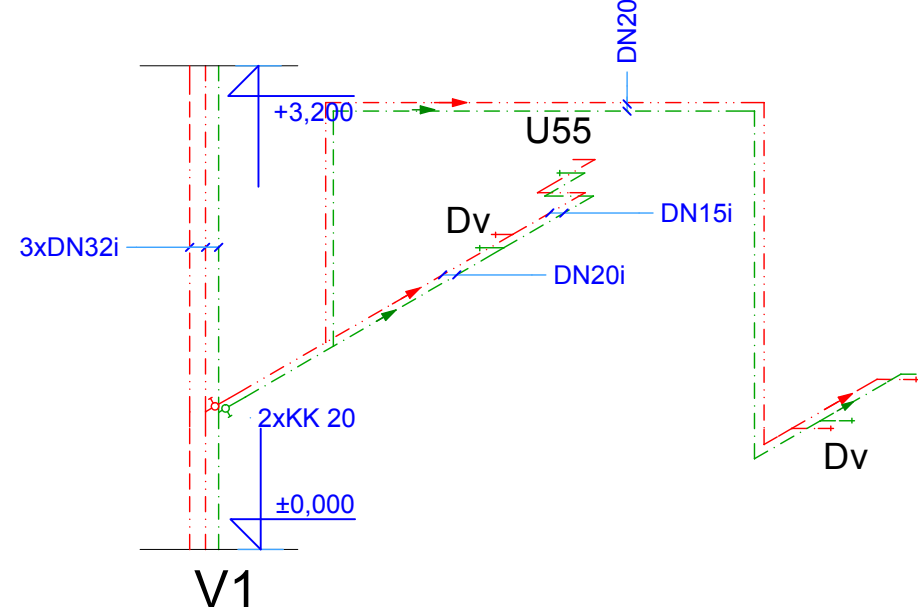 DN20
+3,200
U55
Dv
DN15i
3xDN32i
DN20i
2xKK 20
Dv
±0,000
V1